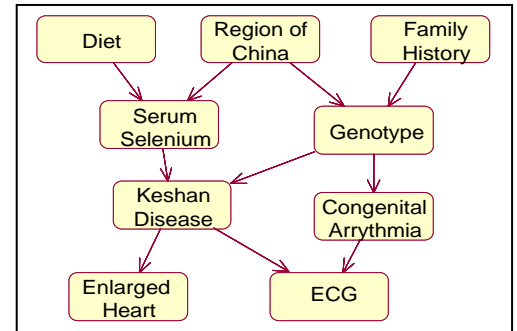 Diet
Region of
China
Family
History
Serum
Selenium
Genotype
Keshan
Disease
Congenital
Arrythmia
Enlarged
Heart
ECG